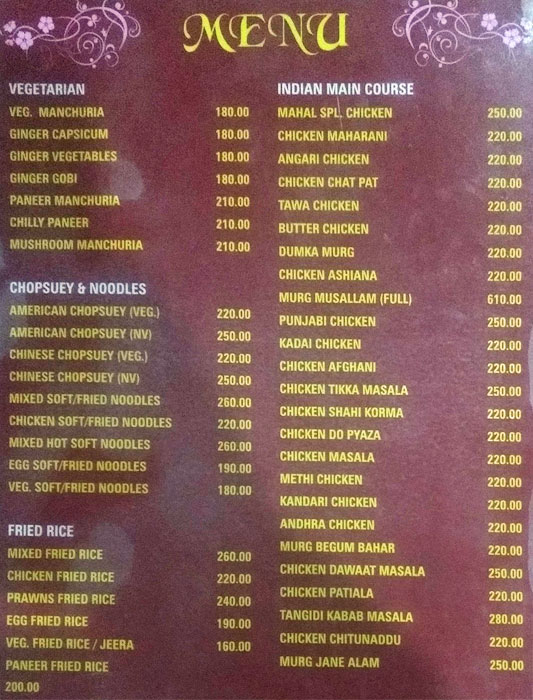 MENU
VEGETARIAN
VEG. MANCHURIA 180.00
GINGER CAPSICUM 180.00
GINGER VEGETABLES 180.00
GINGER GOBI 180.00
PANEER MANCHURIA 210.00
CHILLY PANEER 210.00
MUSHROOM MANCHURIA 210.00
CHOPSUEY & NOODLES
AMERICAN CHOPSUEY (VEG.) 220.00
AMERICAN CHOPSUEY (NV) 250.00
CHINESE CHOPSUEY (VEG.) 220.00
CHINESE CHOPSUEY (NV) 250.00
MIXED SOFT/FRIED NOODLES 260.00
CHICKEN SOFT/FRIED NOODLES 220.00
MIXED HOT SOFT NOODLES 260.00
EGG SOFT/FRIED NOODLES 190.00
VEG. SOFT/FRIED NOODLES 180.00
FRIED RICE
MIXED FRIED RICE 260.00
CHICKEN FRIED RICE 220.00
PRAWNS FRIED RICE 240.00
EGG FRIED RICE 190.00
VEG. FRIED RICE / JEERA 160.00
PANEER FRIED RICE
200.00
INDIAN MAIN COURSE
MAHAL SPL. CHICKEN 250.00
CHICKEN MAHARANI 220.00
ANGARI CHICKEN 220.00
CHICKEN CHAT PAT 220.00
TAWA CHICKEN 220.00
BUTTER CHICKEN 220.00
DUMKA MURG 220.00
CHICKEN ASHIANA 220.00
MURG MUSALLAM (FULL) 610.00
PUNJABI CHICKEN 250.00
KADAI CHICKEN 220.00
CHICKEN AFGHANI 220.00
CHICKEN TIKKA MASALA 250.00
CHICKEN SHAHI KORMA 220.00
CHICKEN DO PYAZA 220.00
CHICKEN MASALA 220.00
METHI CHICKEN 220.00
KANDARI CHICKEN 220.00
ANDHRA CHICKEN 220.00
MURG BEGUM BAHAR 220.00
CHICKEN DAWAAT MASALA 250.00
CHICKEN PATIALA 220.00
TANGIDI KABAB MASALA 280.00
CHICKEN CHITUNADDU 220.00
MURG JANE ALAM 250.00